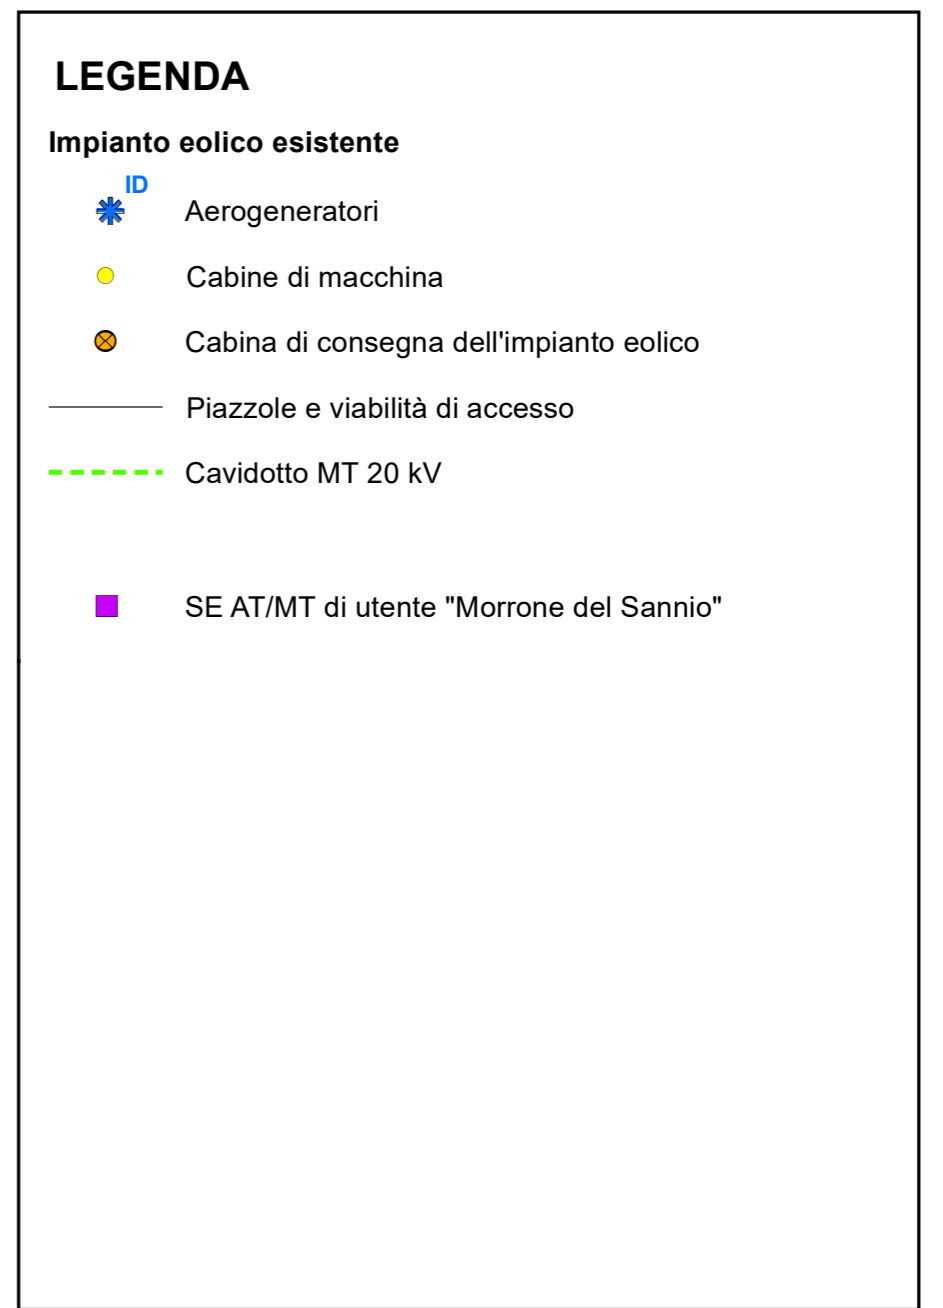 LEGENDA
Impianto eolico esistente
ID
Aerogeneratori
Cabine di macchina
Cabina di consegna dell'impianto eolico
Piazzole e viabilità di accesso
Cavidotto MT 20 kV
SE AT/MT di utente "Morrone del Sannio"